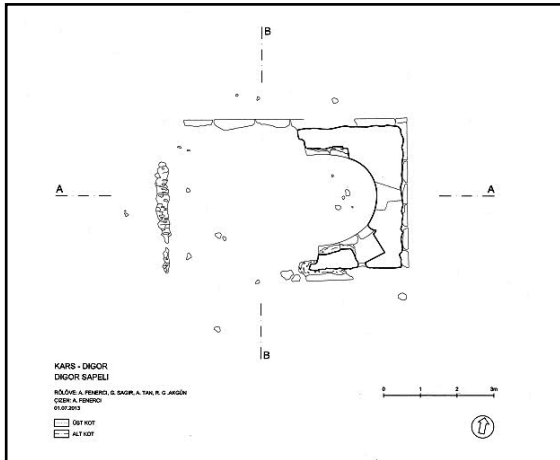 B
A
A
B
KARS - DIGOR
DIGOR SAPELI
RÖLÖVE: A. FENERCI, G. SAGIR, A. TAN, R. G .AKGÜN
ÇIZER: A. FENERCI
01.07.2013
ÜST KOT
ALT KOT
0 1 2 3m